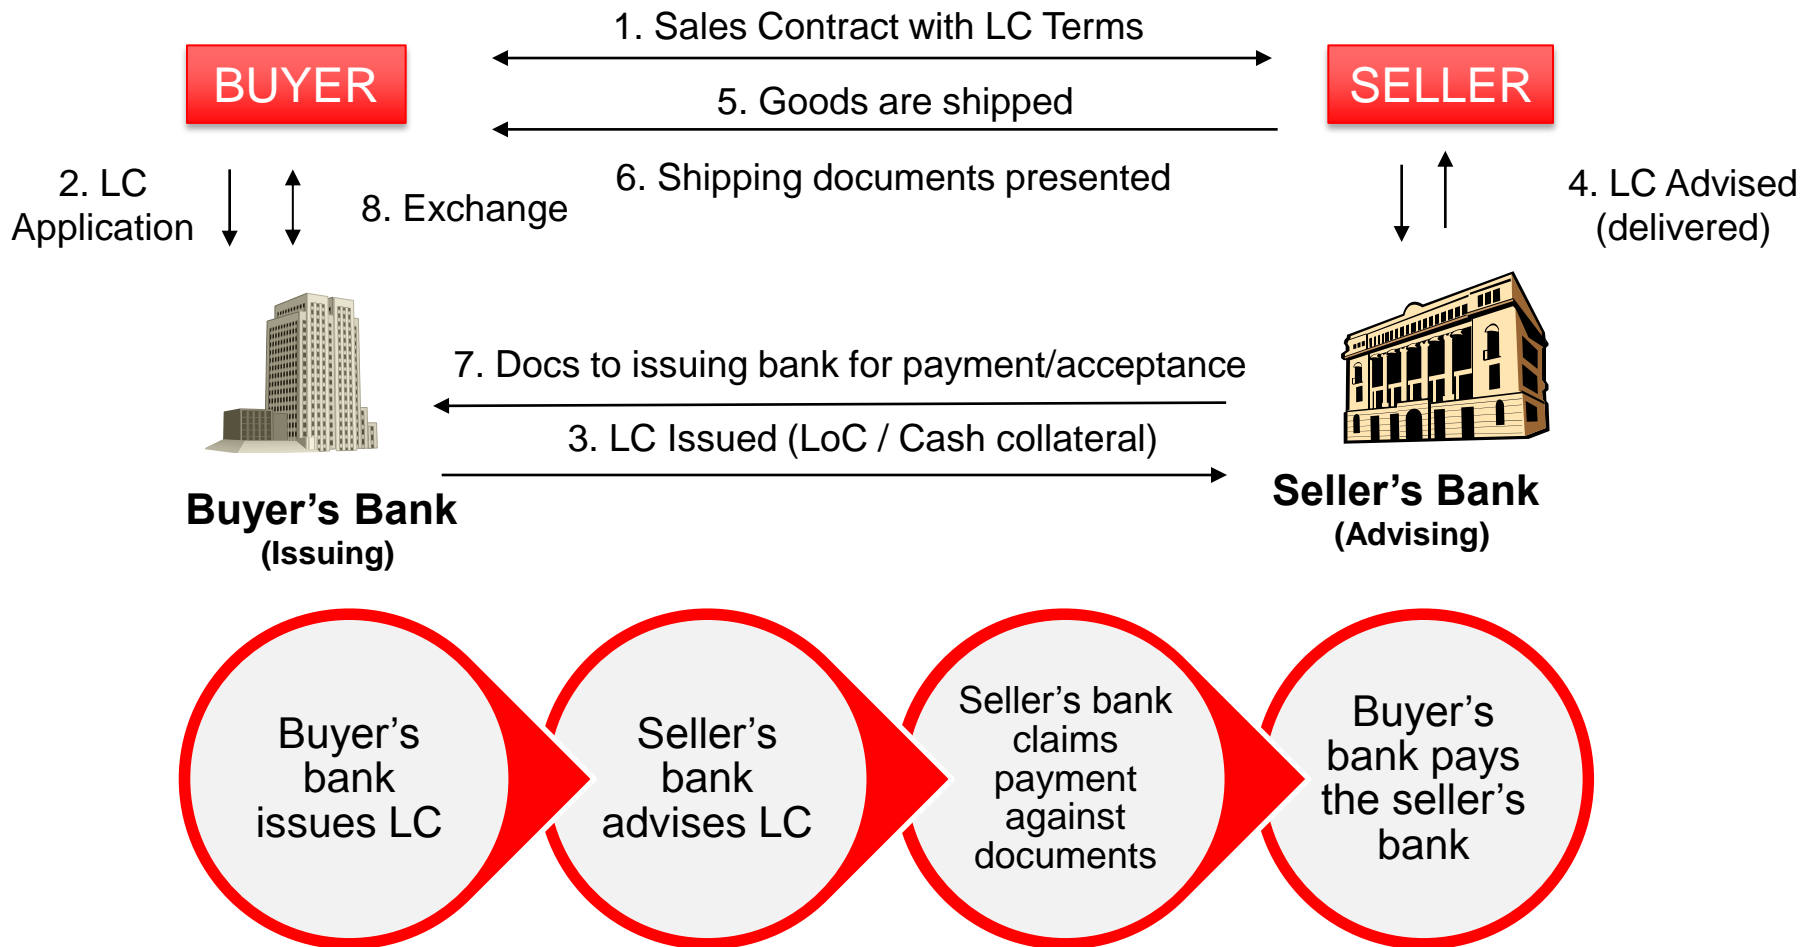 1. Sales Contract with LC Terms
BUYER
SELLER
5. Goods are shipped
6. Shipping documents presented
2. LC
Application
8. Exchange
4. LC Advised
(delivered)
7. Docs to issuing bank for payment/acceptance
3. LC Issued (LoC / Cash collateral)
Buyer’s Bank
(Issuing)
Seller’s Bank
(Advising)
Buyer’s
bank
issues LC
Seller’s
bank
advises LC
Seller’s bank
claims
payment
against
documents
Buyer’s
bank pays
the seller’s
bank